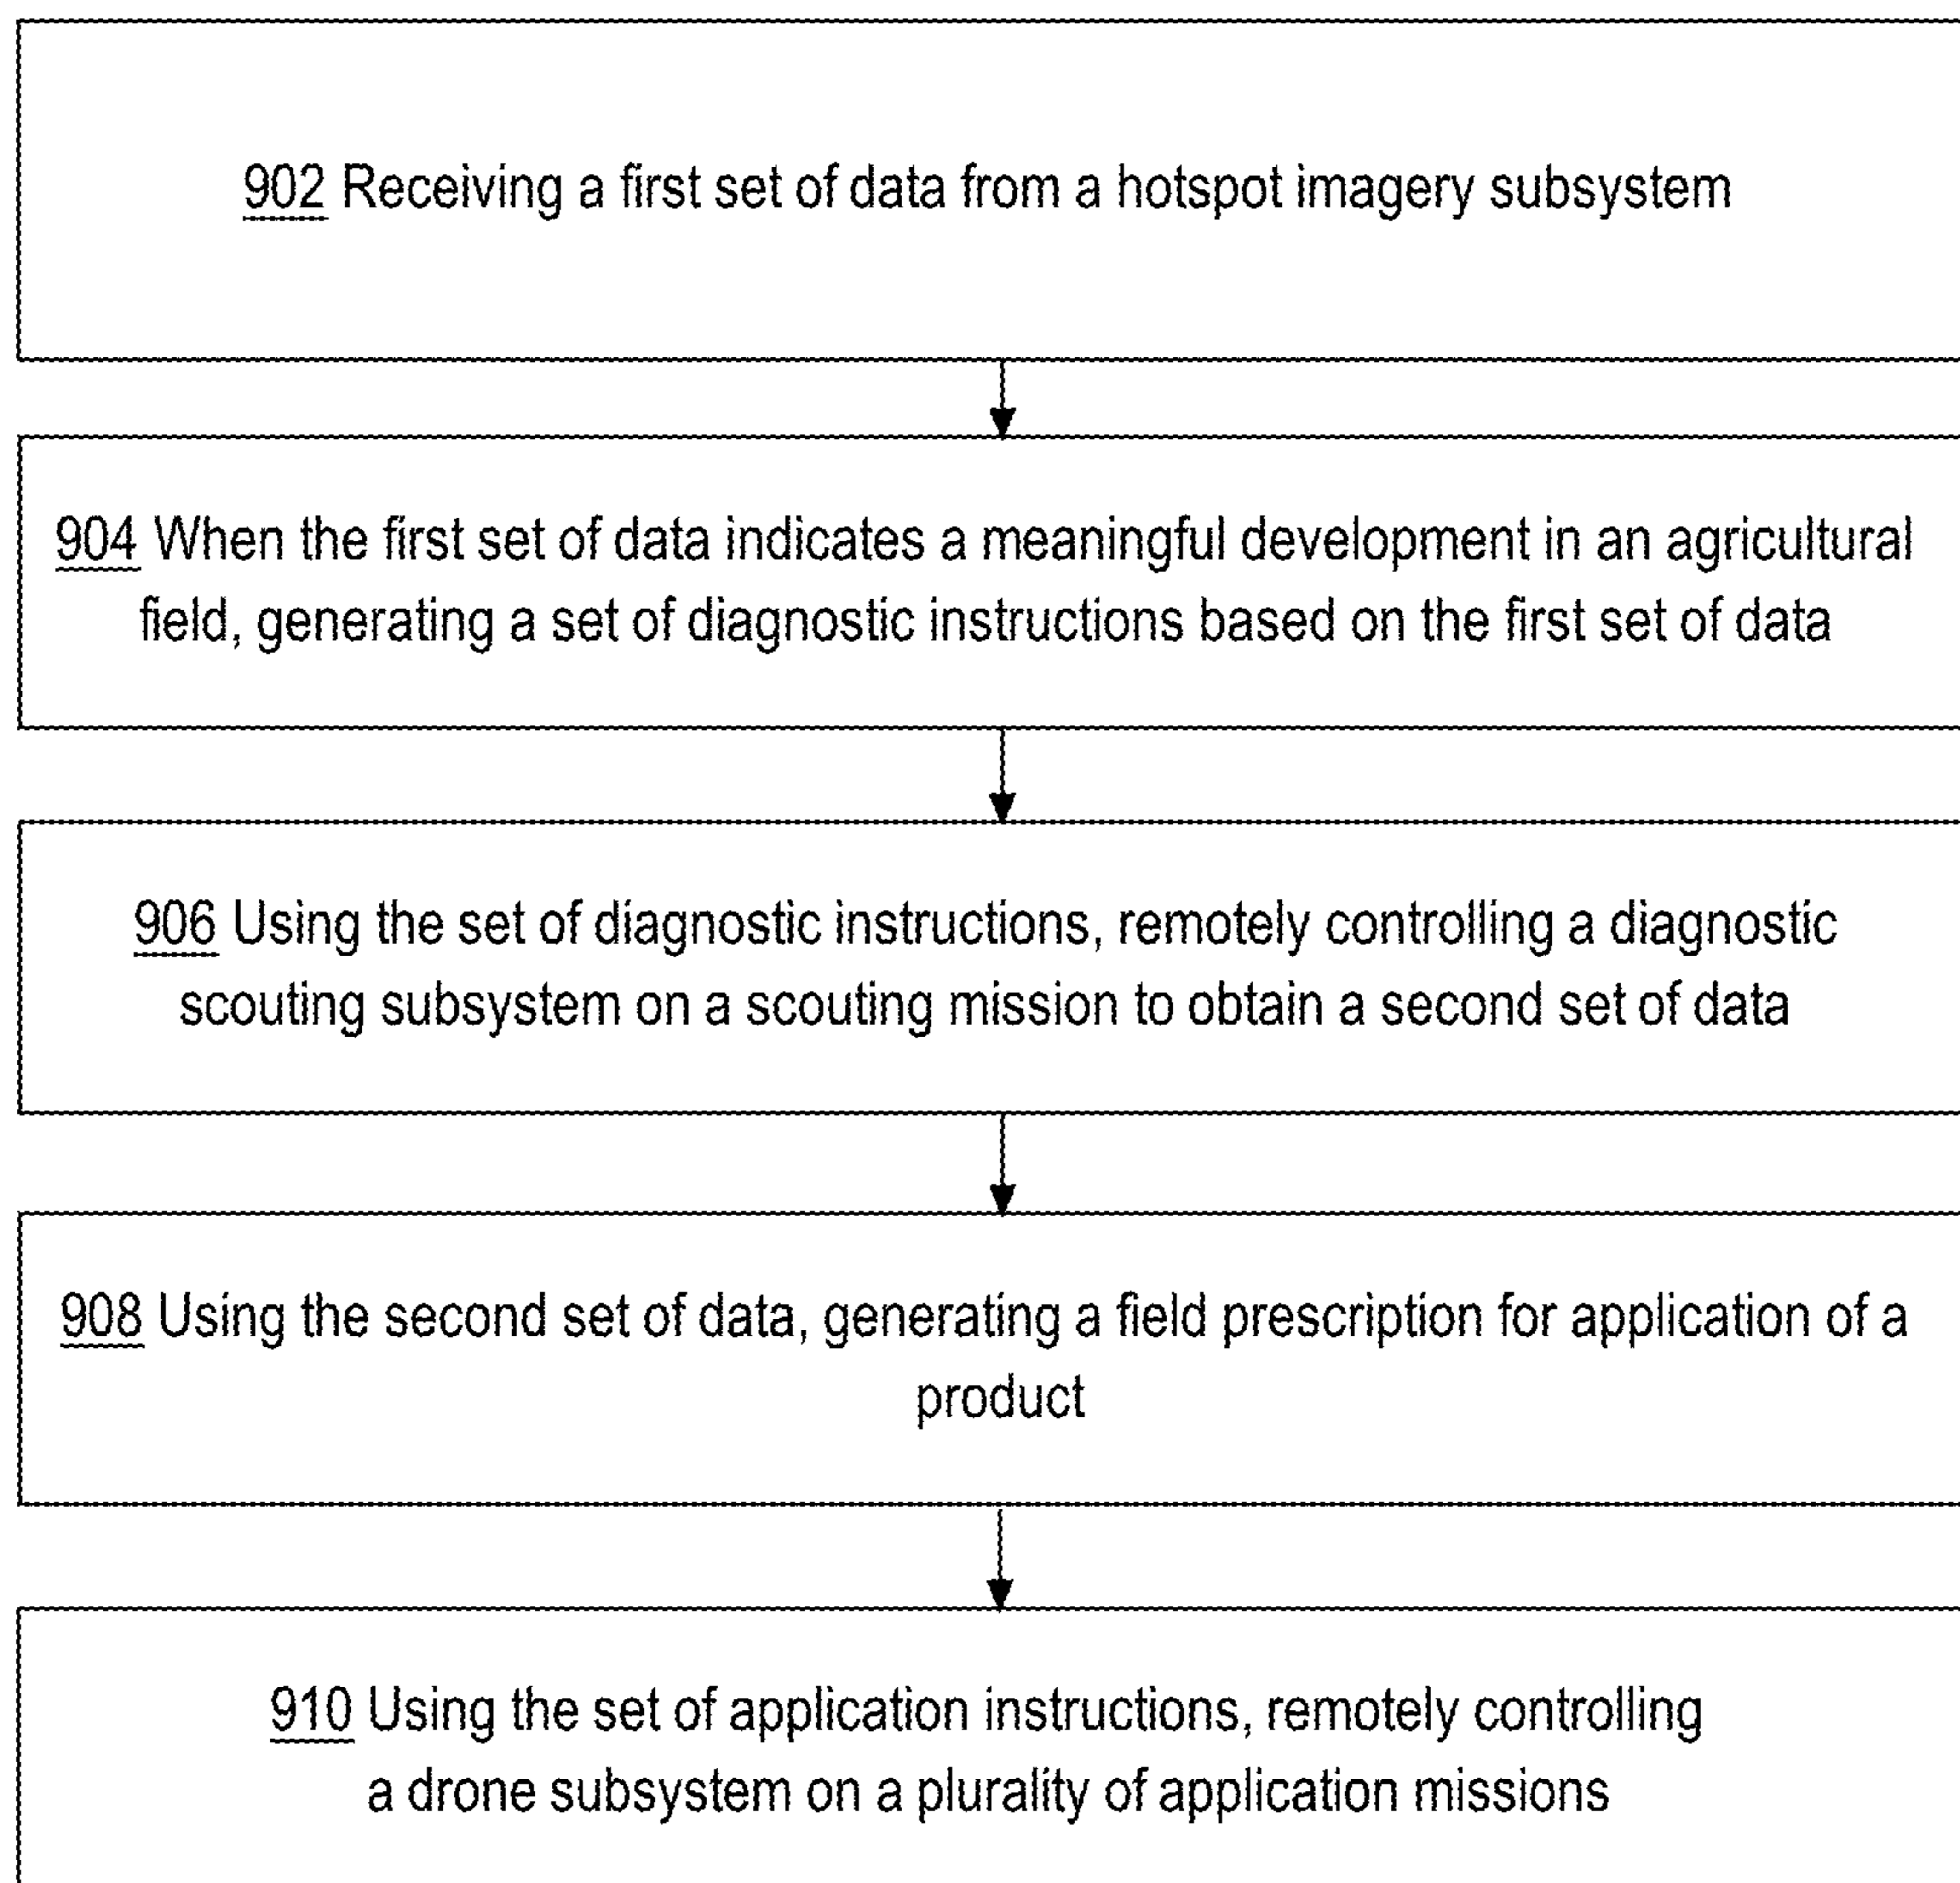 902 Receiving a first set of data from a hotspot imagery subsystem
904 When the first set of data indicates a meaningful development in an agricultural
field, generating a set of diagnostic instructions based on the first set of data
906 Using the set of diagnostic instructions, remotely controlling a diagnostic
scouting subsystem on a scouting mission to obtain a second set of data
908 Using the second set of data, generating a field prescription for application of a
product
910 Using the set of application instructions, remotely controlling
a drone subsystem on a plurality of application missions